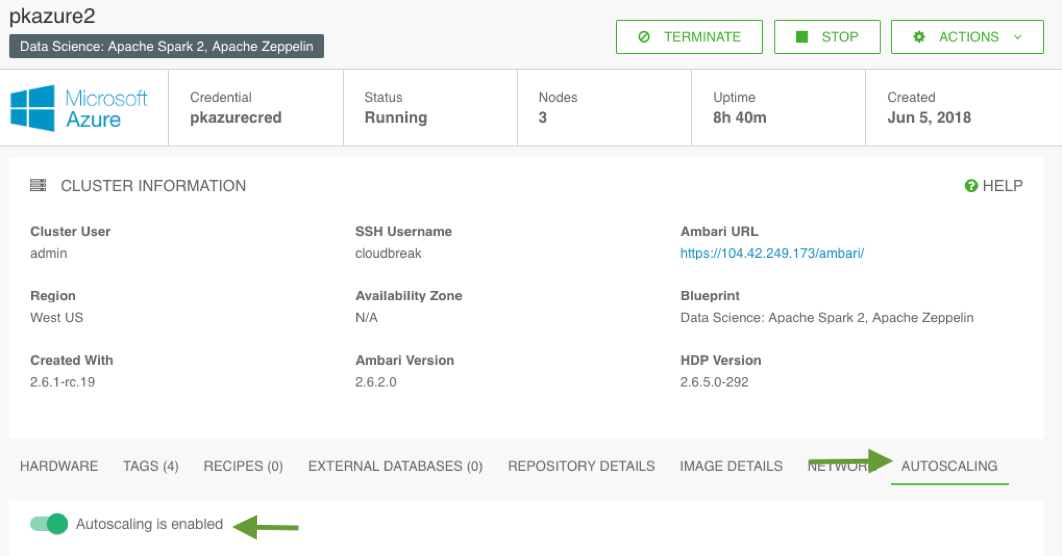 pkazure2
Data Science: Apache Spark 2, Apache Zeppelin
TERMINATE
STOP
ACTIONS
Microsoft
Azure
Credential
pkazurecred
Status
Running
Nodes
3
Uptime
8h 40m
Created
Jun 5, 2018
CLUSTER INFORMATION
HELP
Cluster User
admin
SSH Username
cloudbreak
Ambari URL
https://104.42.249.173/ambari/
Region
West US
Availability Zone
N/A
Blueprint
Data Science: Apache Spark 2, Apache Zeppelin
Created With
2.6.1-rc.19
Ambari Version
2.6.2.0
HDP Version
2.6.5.0-292
HARDWARE
TAGS (4)
RECIPES (0)
EXTERNAL DATABASES (0)
REPOSITORY DETAILS
IMAGE DETAILS
NETWORK
AUTOSCALING
Autoscaling is enabled